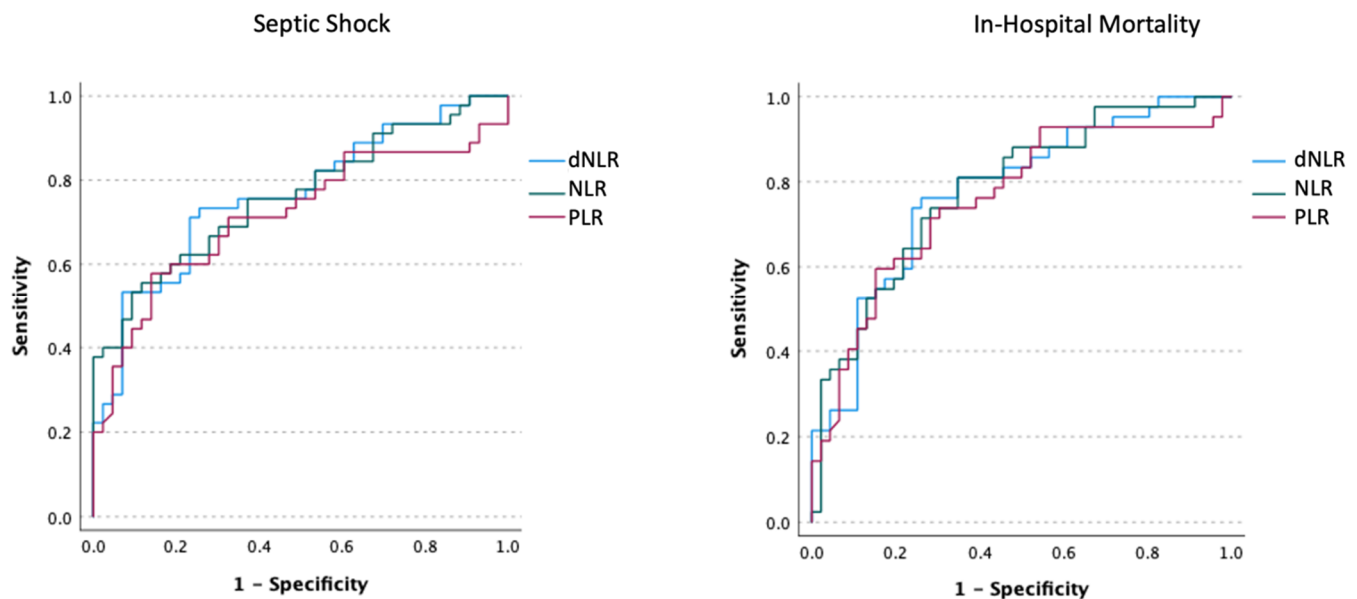 Septic Shock
1.0
0.8
0.6
0.4
0.2
0.0
Sensitivity
0.0 0.2 0.4 0.6 0.8 1.0
1 – Specificity
dNLR
NLR
PLR
In-Hospital Mortality
1.0
0.8
0.6
0.4
0.2
0.0
Sensitivity
0.0 0.2 0.4 0.6 0.8 1.0
1 – Specificity
dNLR
NLR
PLR